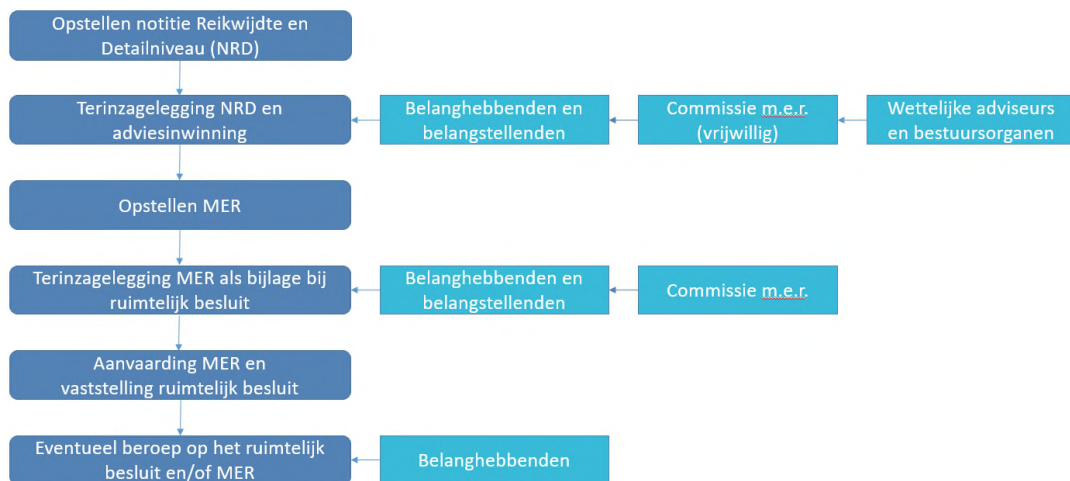 Opstellen notitie Reikwijdte en
Detailniveau (NRD)
Terinzagelegging NRD en
adviesinwinning
Belanghebbenden en
belangstellenden
Commissie m.e.r.
(vrijwillig)
Wettelijke adviseurs
en bestuursorganen
Opstellen MER
Terinzagelegging MER als bijlage bij
ruimtelijk besluit
Belanghebbenden en
belangstellenden
Commissie m.e.r.
Aanvaarding MER en
vaststelling ruimtelijk besluit
Eventueel beroep op het ruimtelijk
besluit en/of MER
Belanghebbenden